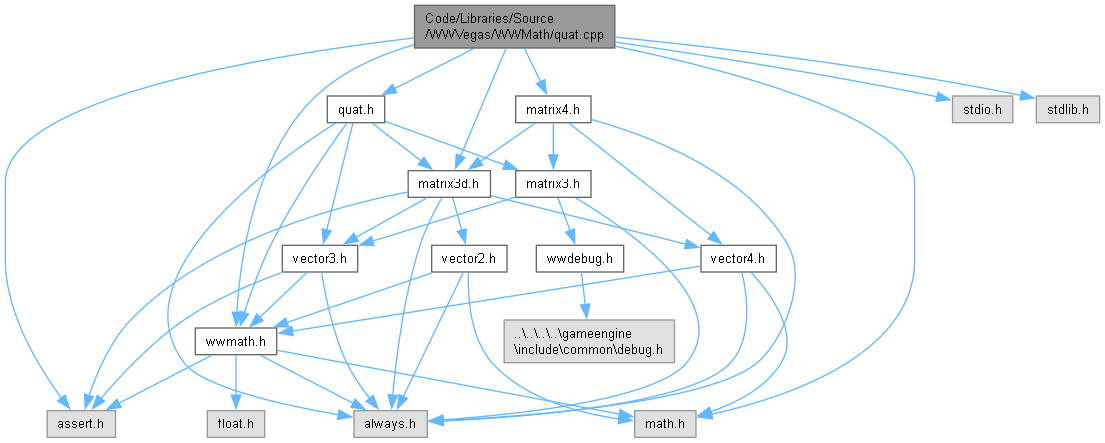 Code/Libraries/Source
/WWVegas/WWMath/quat.cpp
quat.h
matrix4.h
stdio.h
stdlib.h
matrix3d.h
matrix3.h
vector3.h
vector2.h
wwdebug.h
vector4.h
..\..\..\..\gameengine
\include\common\debug.h
wwmath.h
assert.h
float.h
always.h
math.h